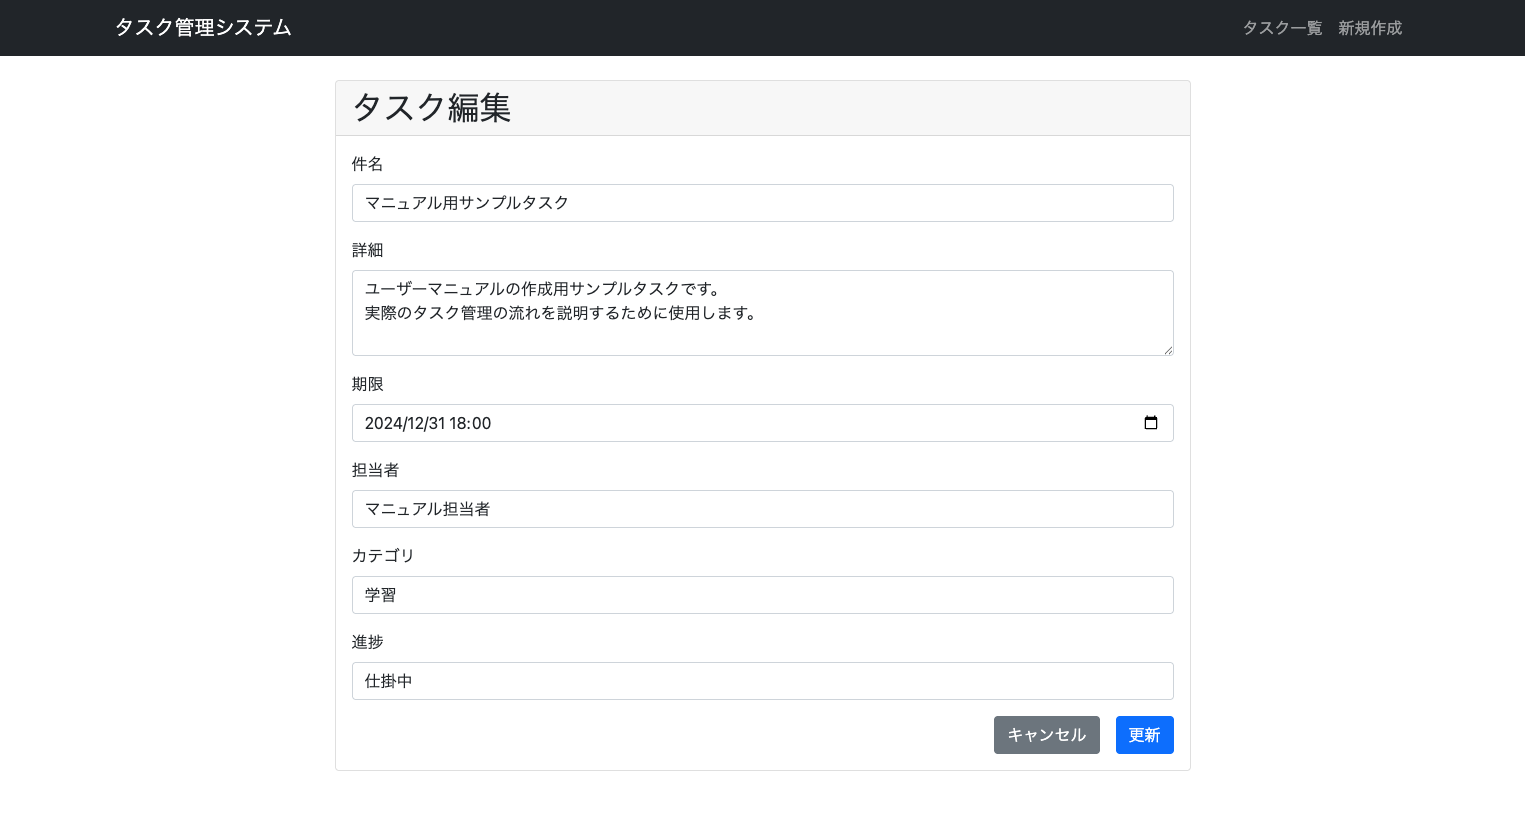 タスク管理システム
タスク一覧 新規作成
タスク編集
件名
マニュアル用サンプルタスク
詳細
ユーザーマニュアルの作成用サンプルタスクです。
実際のタスク管理の流れを説明するために使用します。
期限
2024/12/31 18:00
担当者
マニュアル担当者
カテゴリ
学習
進捗
仕掛中
キャンセル 更新